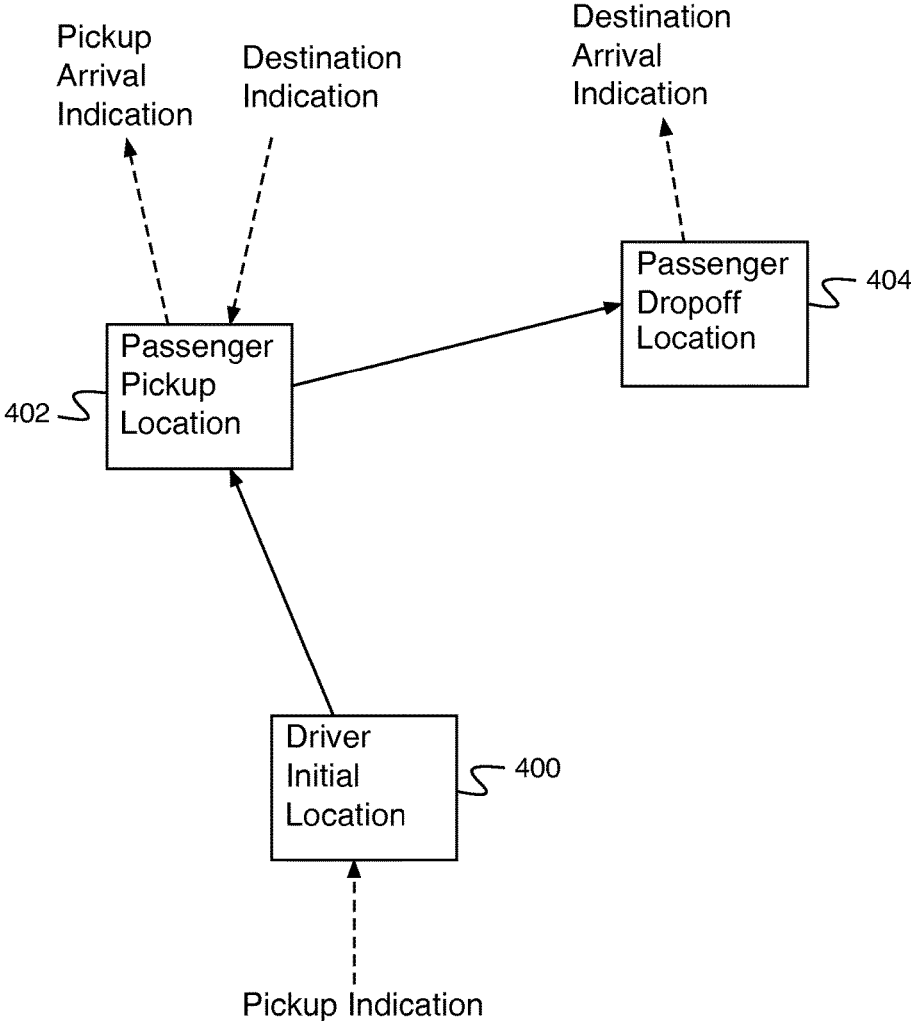 Pickup
Arrival
Indication
Destination
Indication
Destination
Arrival
Indication
Passenger
Dropoff
Location
404
Passenger
Pickup
Location
402
Driver
Initial
Location
400
Pickup Indication